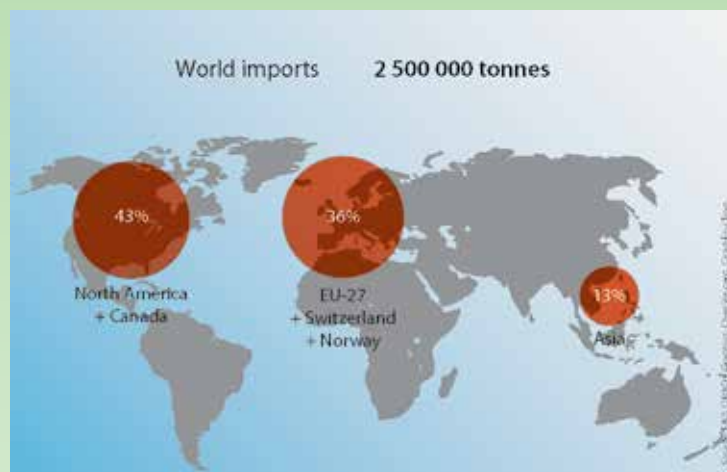 World imports 2 500 000 tonnes
43%
36%
13%
North America
+ Canada
EU-27
+ Switzerland
+ Norway
Asia